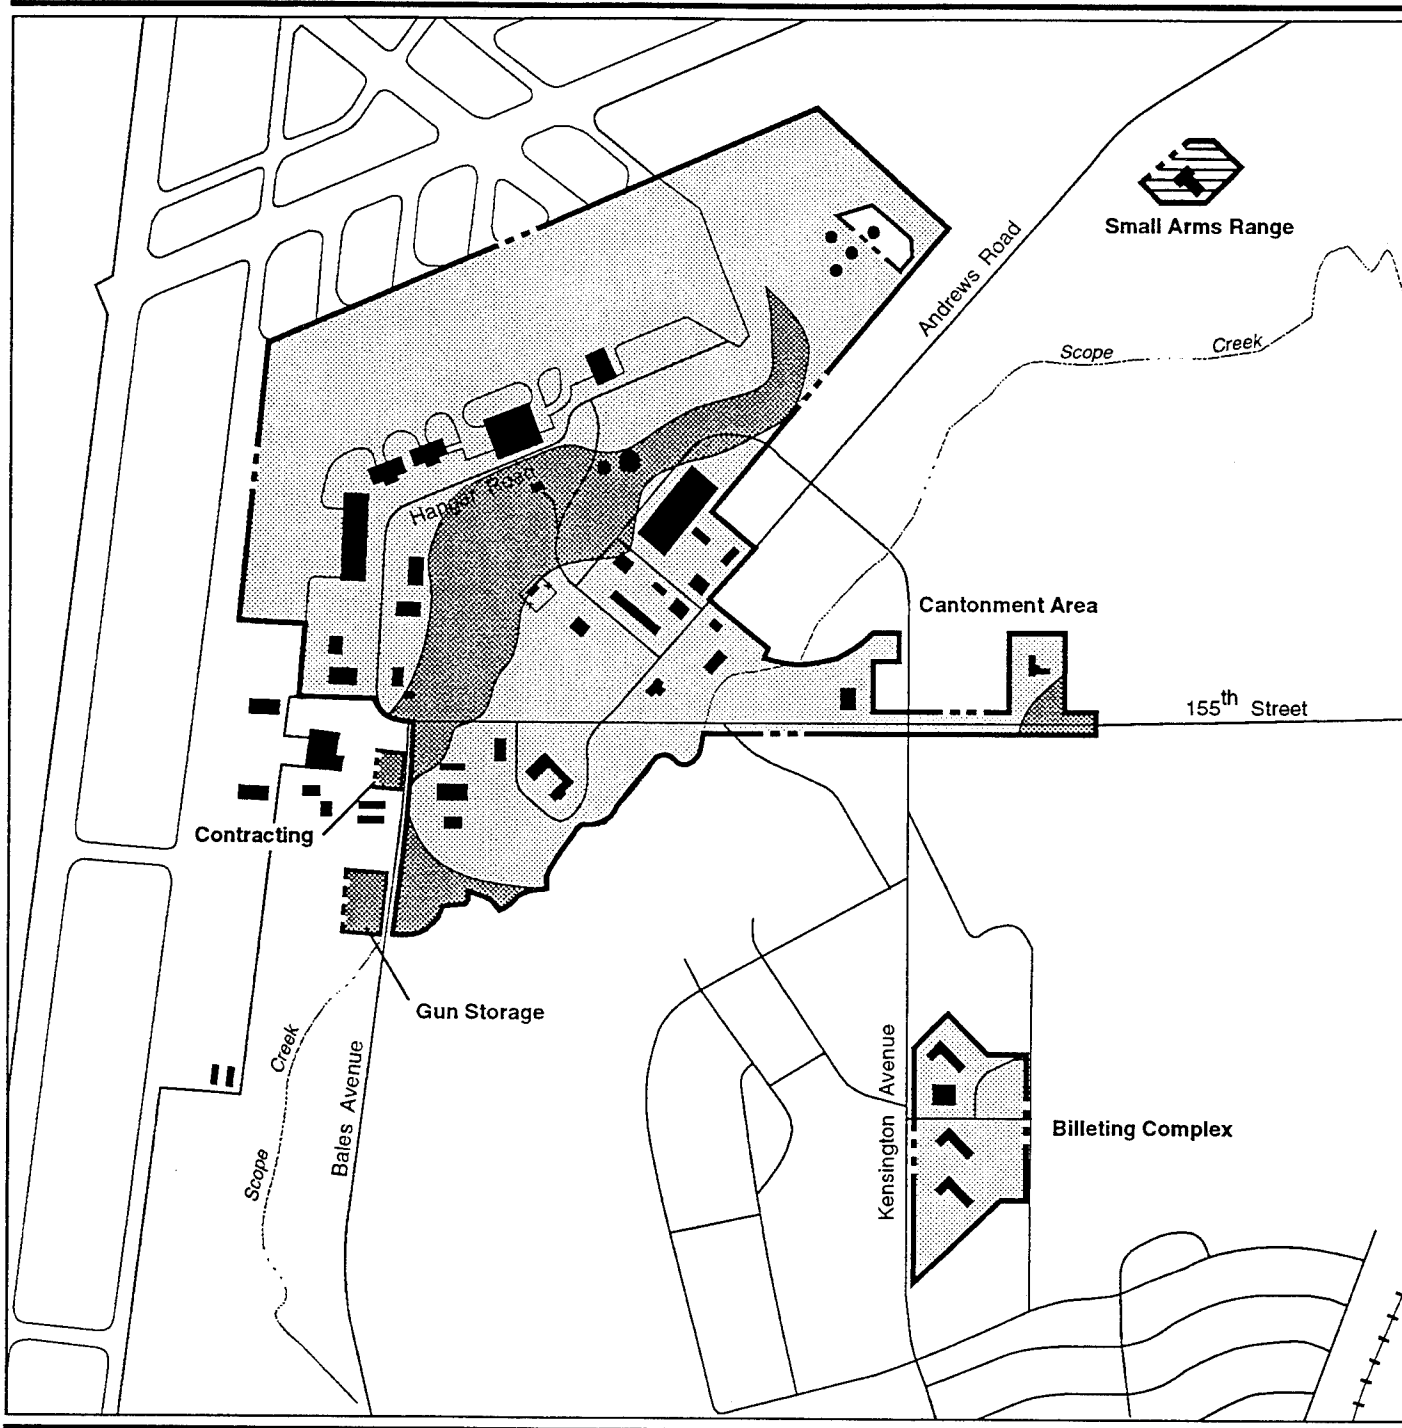 Small Arms Range
Andrews Road
Scope Creek
Hangar Road
Cantonment Area
155th Street
Contracting
Gun Storage
Scope Creek
Bales Avenue
Kensington Avenue
Billeting Complex